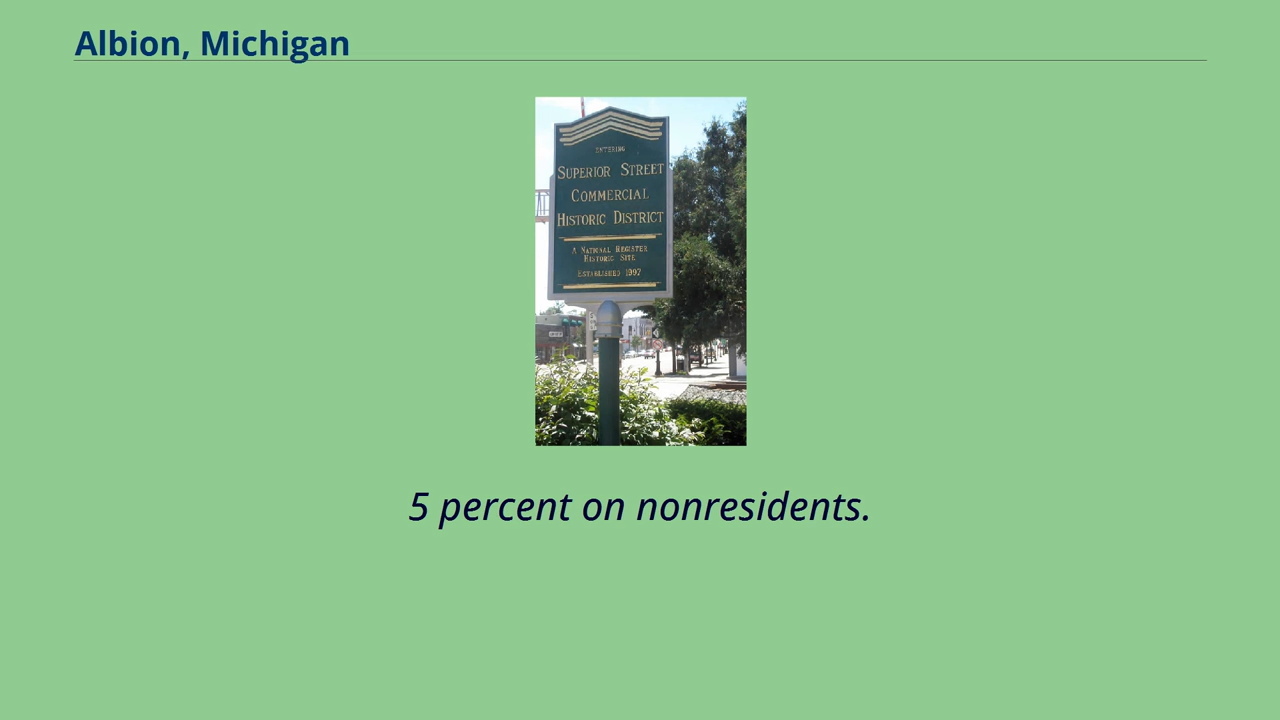 Albion, Michigan
ENTERING
SUPERIOR STREET
COMMERCIAL
HISTORIC DISTRICT
A NATIONAL REGISTER
HISTORIC SITE
ESTABLISHED 1997
5 percent on nonresidents.